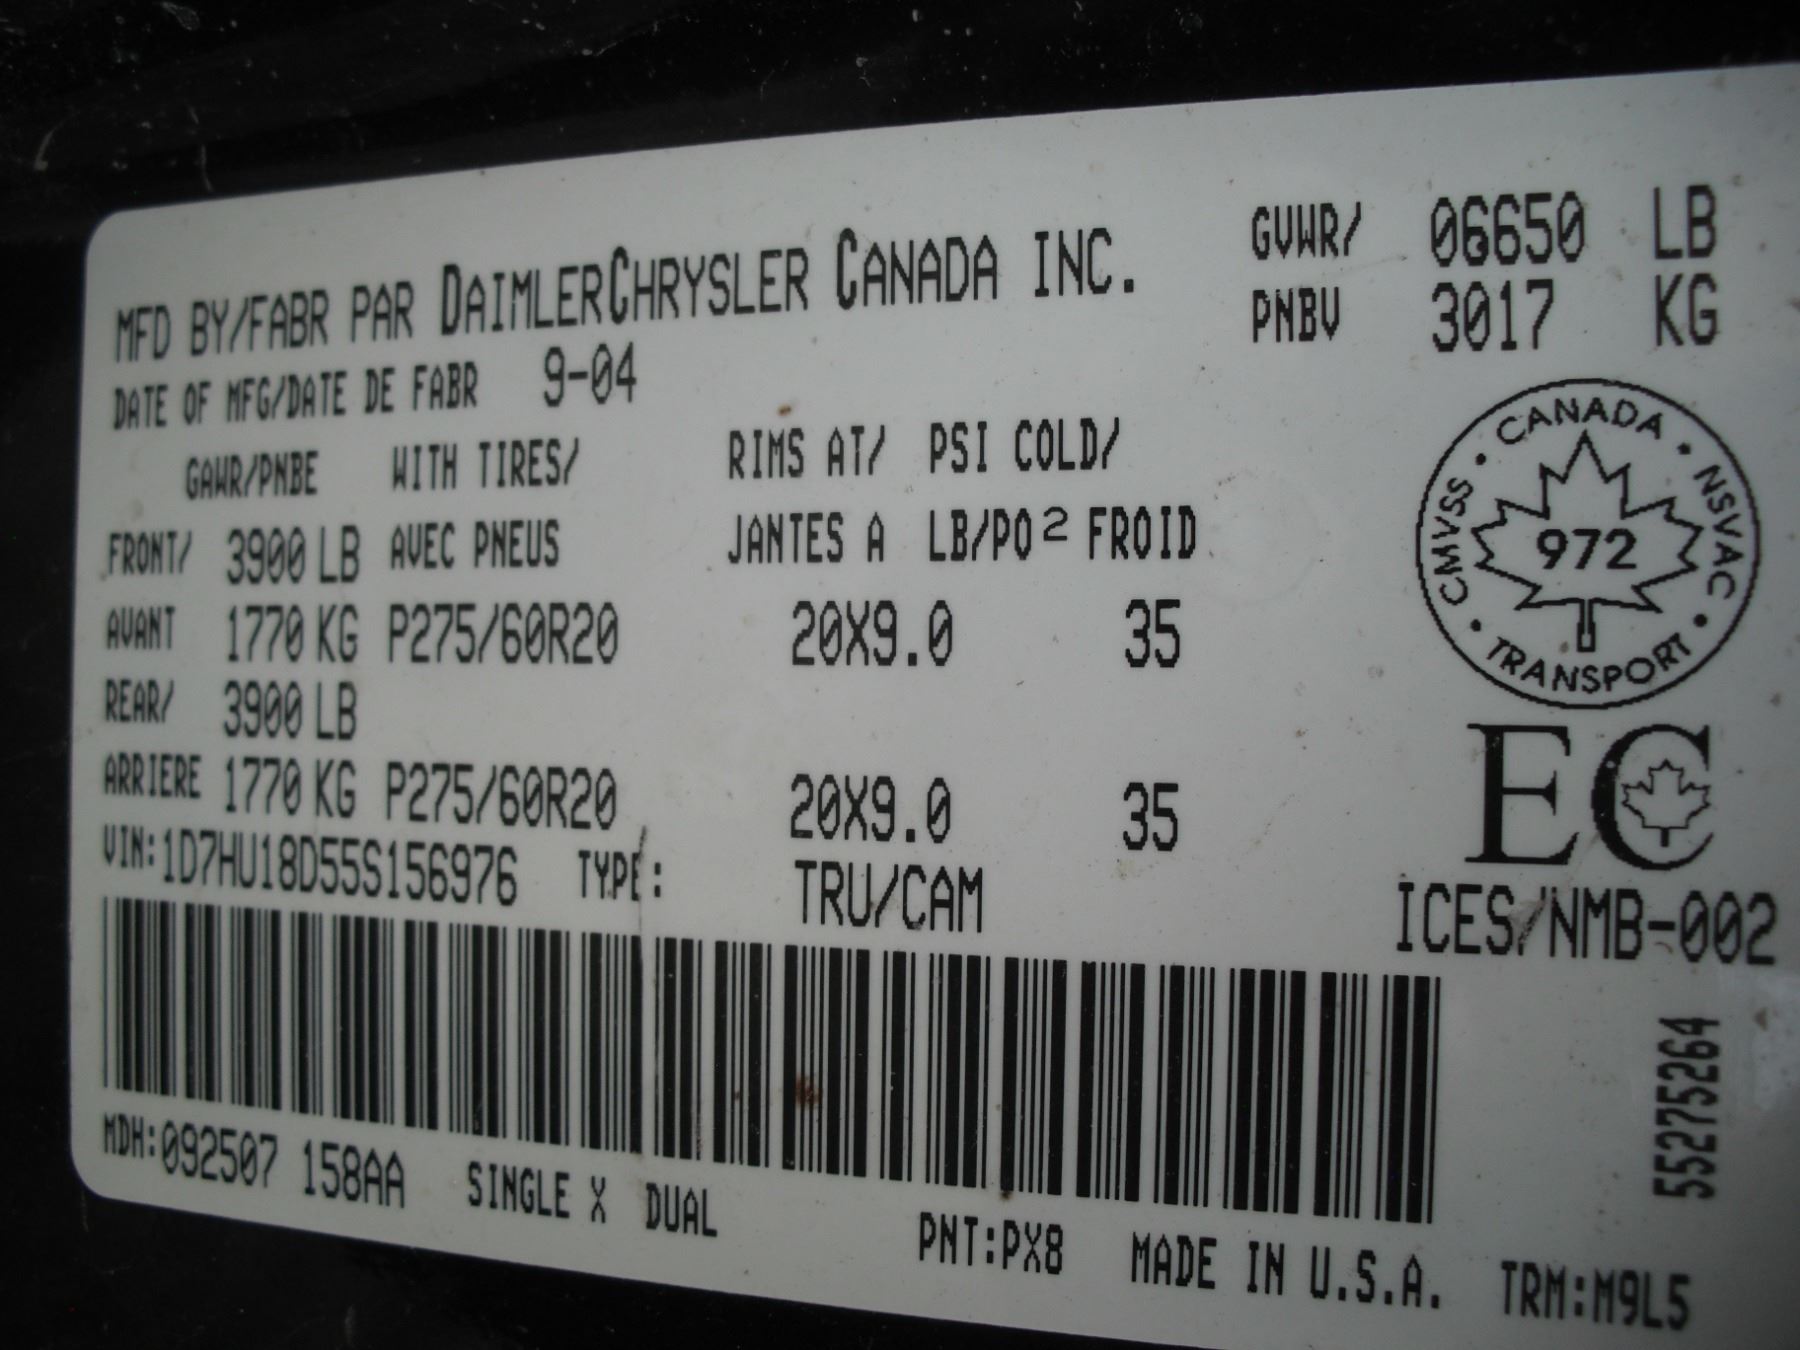 MFD BY/FABR PAR DAIMLERCHRYSLER CANADA INC.
GVWR/ 06650 LB
PNBV 3017 KG
DATE OF MFG/DATE DE FABR 9-04
GAWR/PNBE WITH TIRES/ RIMS AT/ PSI COLD/
FRONT/ 3900 LB AVEC PNEUS JANTES A LB/PO² FROID
AVANT 1770 KG P275/60R20 20X9.0 35
REAR/ 3900 LB
ARRIERE 1770 KG P275/60R20 20X9.0 35
VIN:1D7HU18D55S156976 TYPE: TRU/CAM
CANADA • NSVAC • TRANSPORT • CMVSS •
972
EC
ICES/NMB-002
55275264
MDH:092507 158AA SINGLE X DUAL
PNT:PX8 MADE IN U.S.A. TRM:M9L5